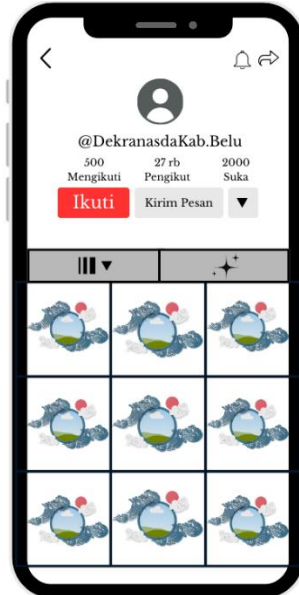 @DekranasdaKab.Belu
500 27 rb 2000
Mengikuti Pengikut Suka
Ikuti Kirim Pesan